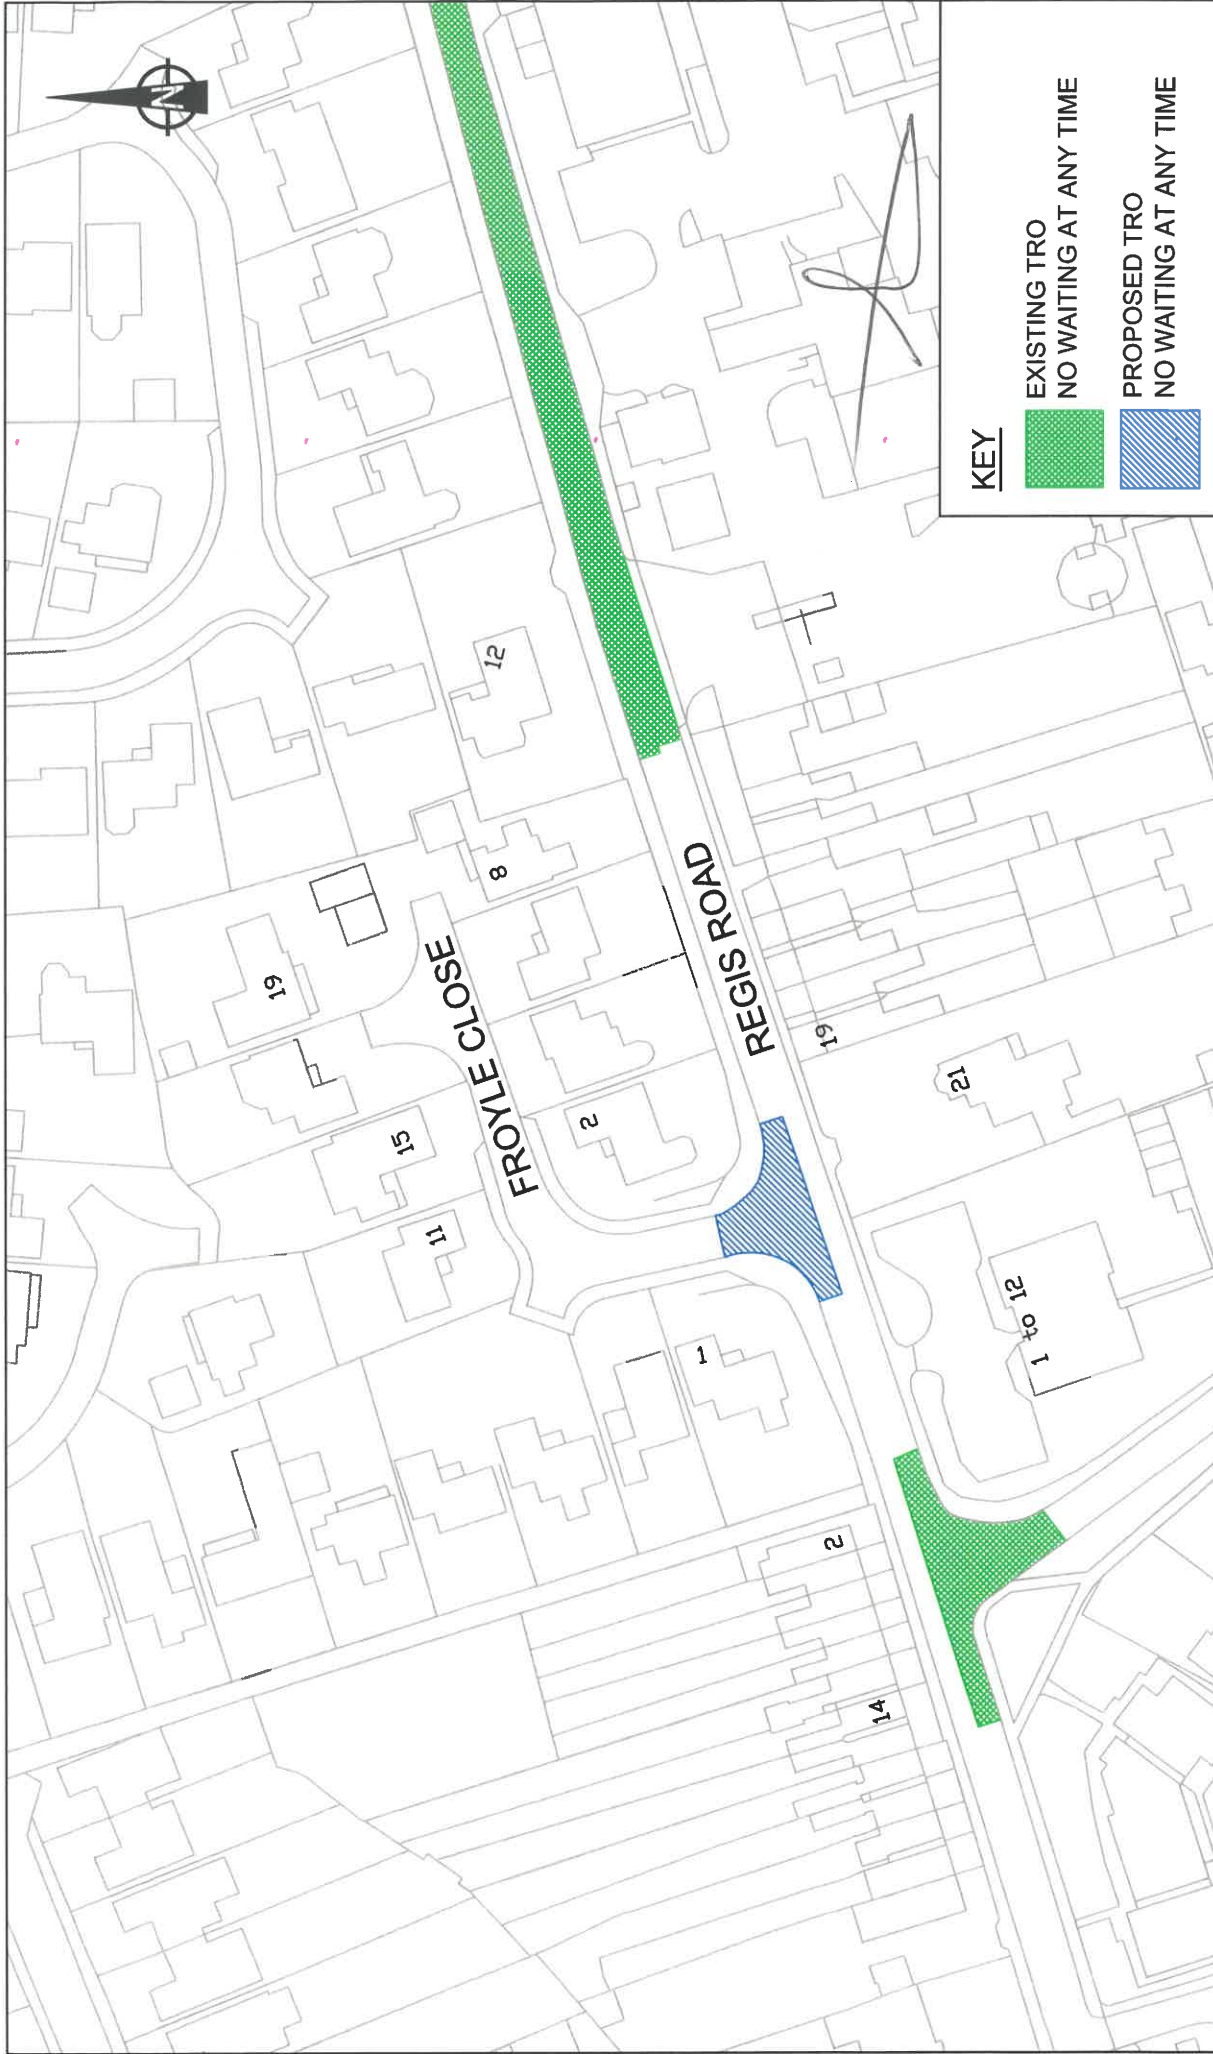 N
12
8
19
FROYLE CLOSE
15
11
2
REGIS ROAD
19
21
1
1 to 12
2
14
KEY
EXISTING TRO
NO WAITING AT ANY TIME
PROPOSED TRO
NO WAITING AT ANY TIME